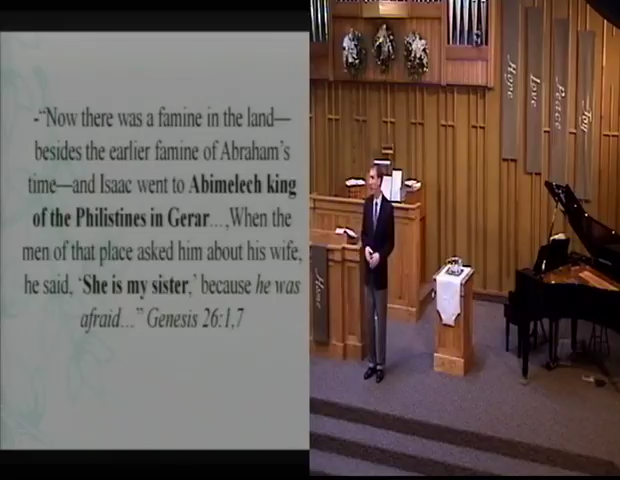 -“Now there was a famine in the land—
besides the earlier famine of Abraham’s
time—and Isaac went to Abimelech king
of the Philistines in Gerar…,When the
men of that place asked him about his wife,
he said, ‘She is my sister,’ because he was
afraid…” Genesis 26:1,7
Hope
Love
Peace
Joy
Hope